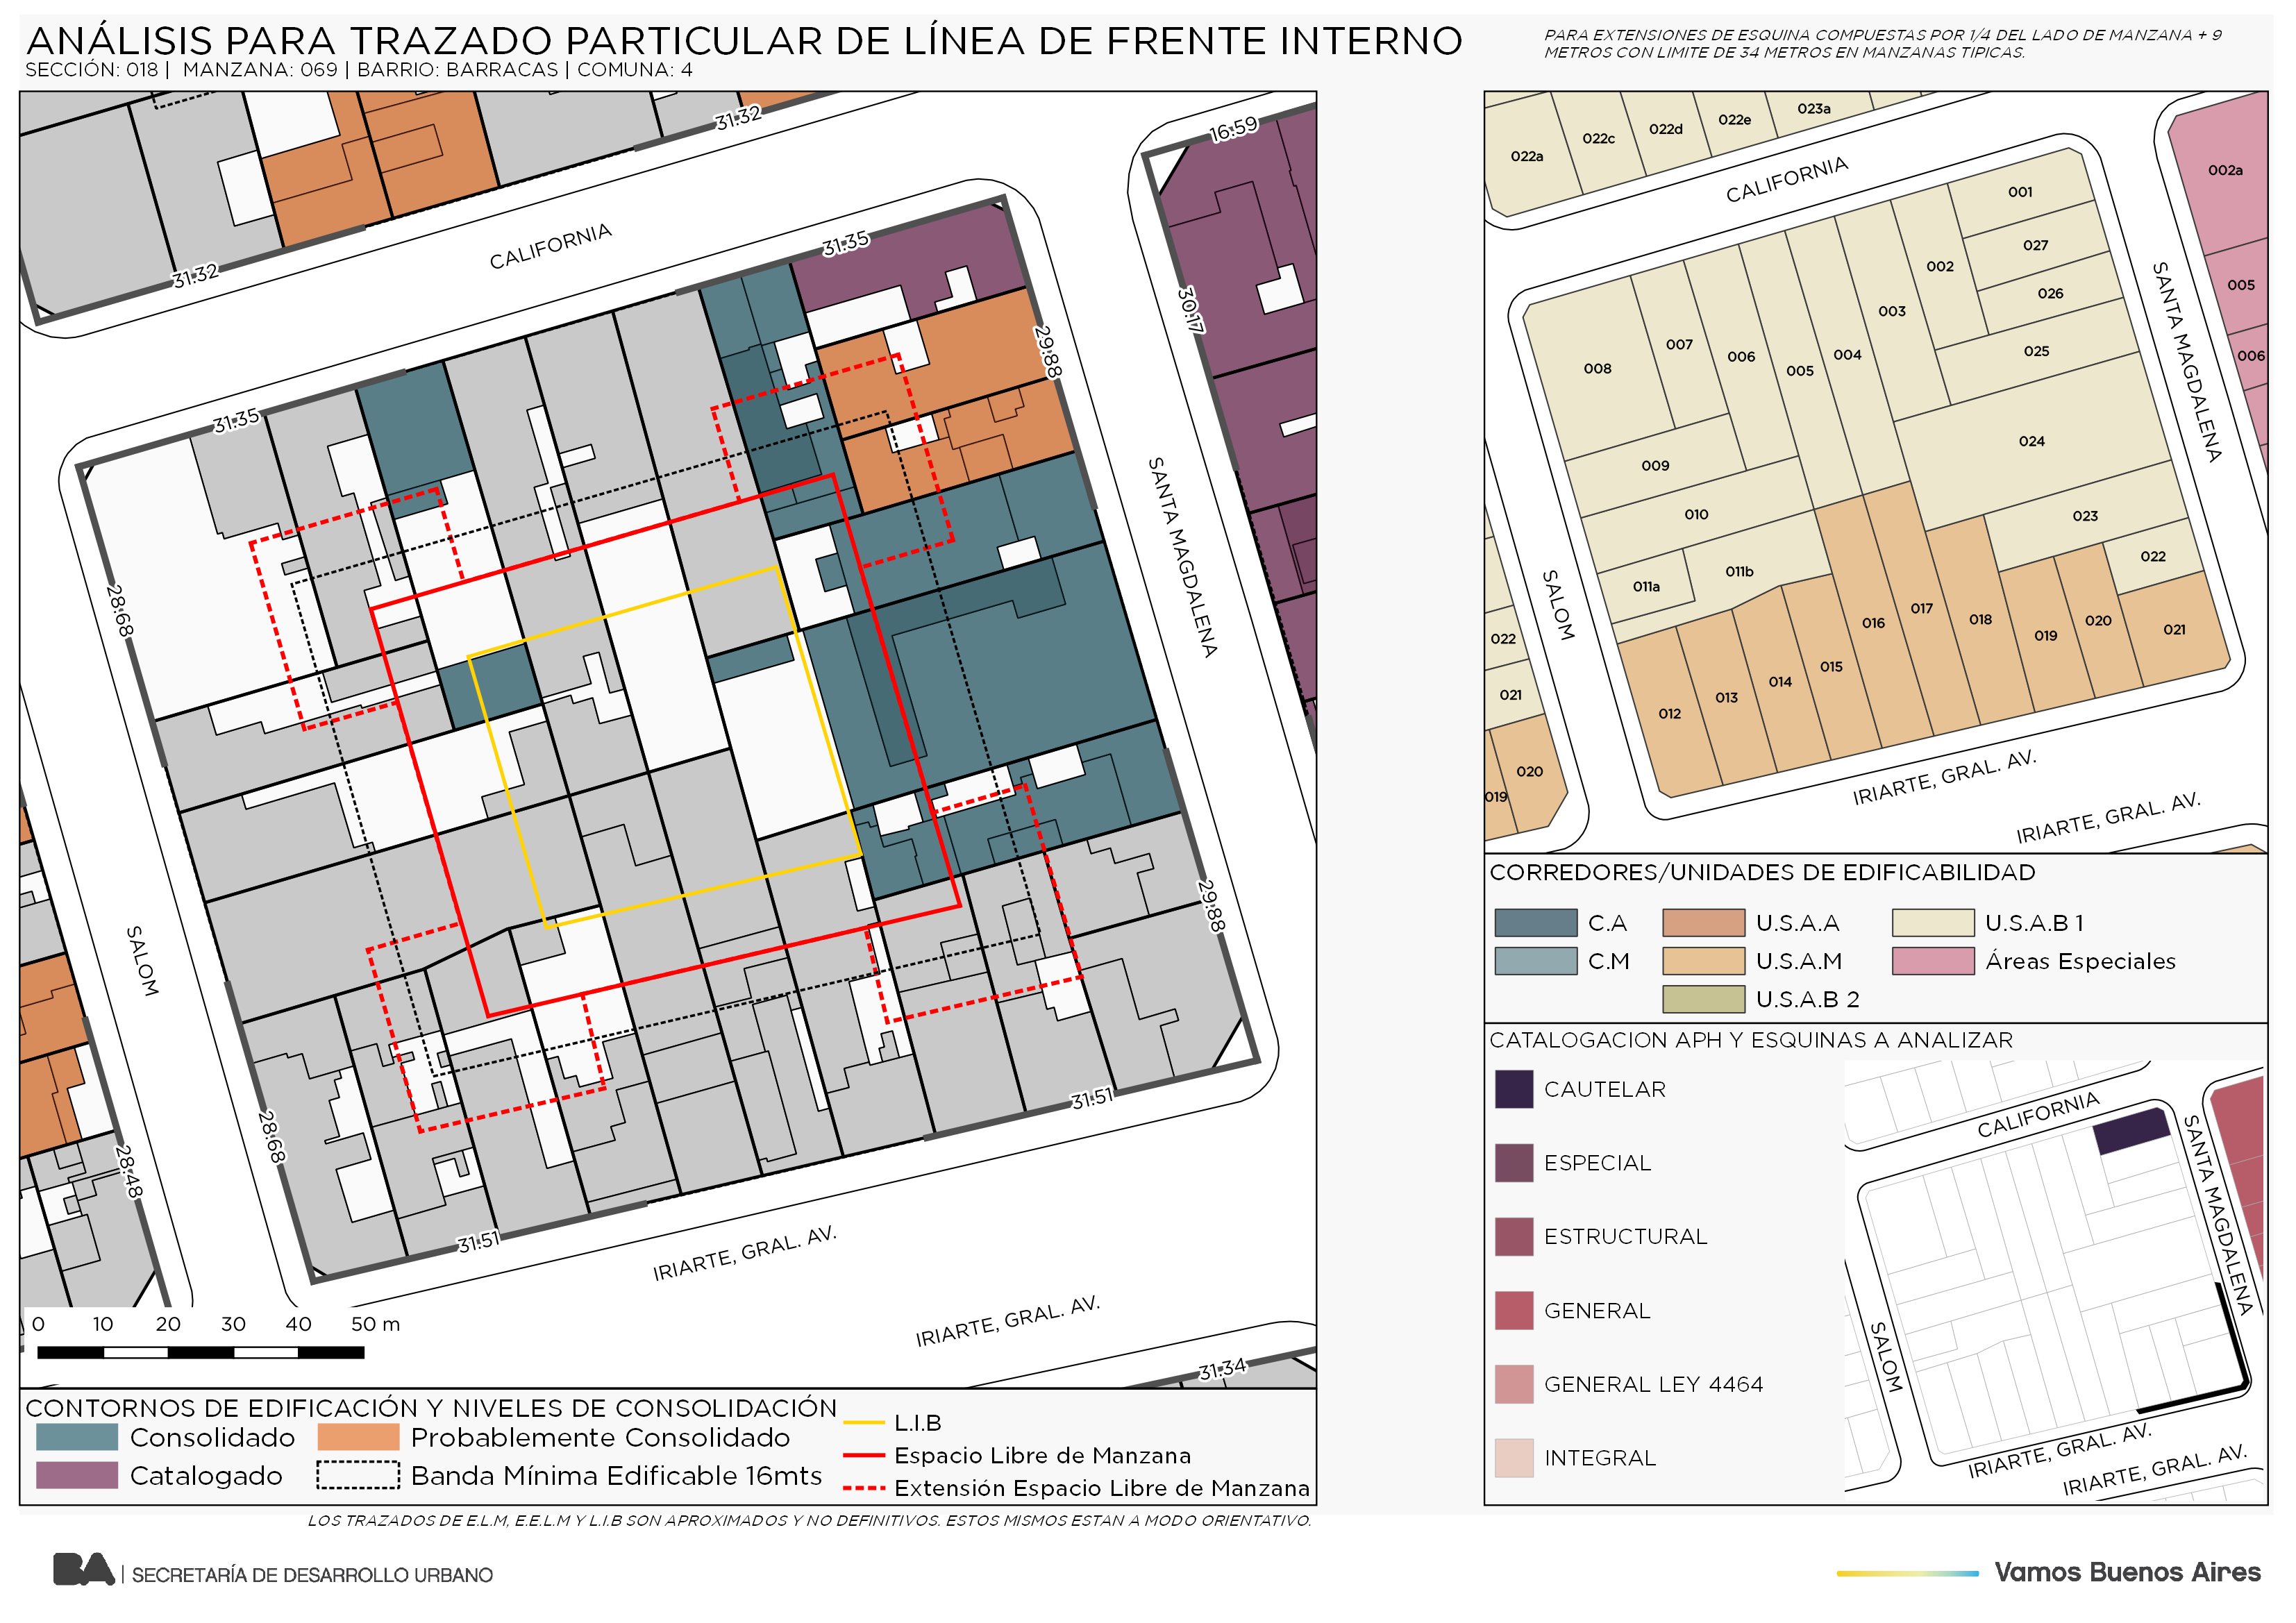 ANÁLISIS PARA TRAZADO PARTICULAR DE LÍNEA DE FRENTE INTERNO
SECCIÓN: 018 | MANZANA: 069 | BARRIO: BARRACAS | COMUNA: 4
PARA EXTENSIONES DE ESQUINA COMPUESTAS POR 1/4 DEL LADO DE MANZANA + 9
METROS CON LIMITE DE 34 METROS EN MANZANAS TIPICAS.
31.32
16.59
CALIFORNIA
31.35
31.32
30.17
29.88
31.35
SANTA MAGDALENA
28.68
29.88
SALOM
31.51
28.68
28.48
31.51
IRIARTE, GRAL. AV.
IRIARTE, GRAL. AV.
31.34
0 10 20 30 40 50 m
CONTORNOS DE EDIFICACIÓN Y NIVELES DE CONSOLIDACIÓN
Consolidado
Probablemente Consolidado
Catalogado
Banda Mínima Edificable 16mts
L.I.B
Espacio Libre de Manzana
Extensión Espacio Libre de Manzana
LOS TRAZADOS DE E.L.M, E.E.L.M Y L.I.B SON APROXIMADOS Y NO DEFINITIVOS. ESTOS MISMOS ESTAN A MODO ORIENTATIVO.
022a
022c
022d
022e
023a
002a
CALIFORNIA
001
027
002
026
003
005
SANTA MAGDALENA
004
025
006
007
006
005
008
024
009
010
023
022
011a
011b
SALOM
022
021
020
019
012
013
014
015
016
017
018
019
020
021
IRIARTE, GRAL. AV.
IRIARTE, GRAL. AV.
CORREDORES/UNIDADES DE EDIFICABILIDAD
C.A
U.S.A.A
U.S.A.B 1
C.M
U.S.A.M
Áreas Especiales
U.S.A.B 2
CATALOGACION APH Y ESQUINAS A ANALIZAR
CAUTELAR
ESPECIAL
ESTRUCTURAL
GENERAL
GENERAL LEY 4464
INTEGRAL
CALIFORNIA
SANTA MAGDALENA
SALOM
IRIARTE, GRAL. AV.
IRIARTE, GRAL. AV.
BA | SECRETARÍA DE DESARROLLO URBANO
Vamos Buenos Aires